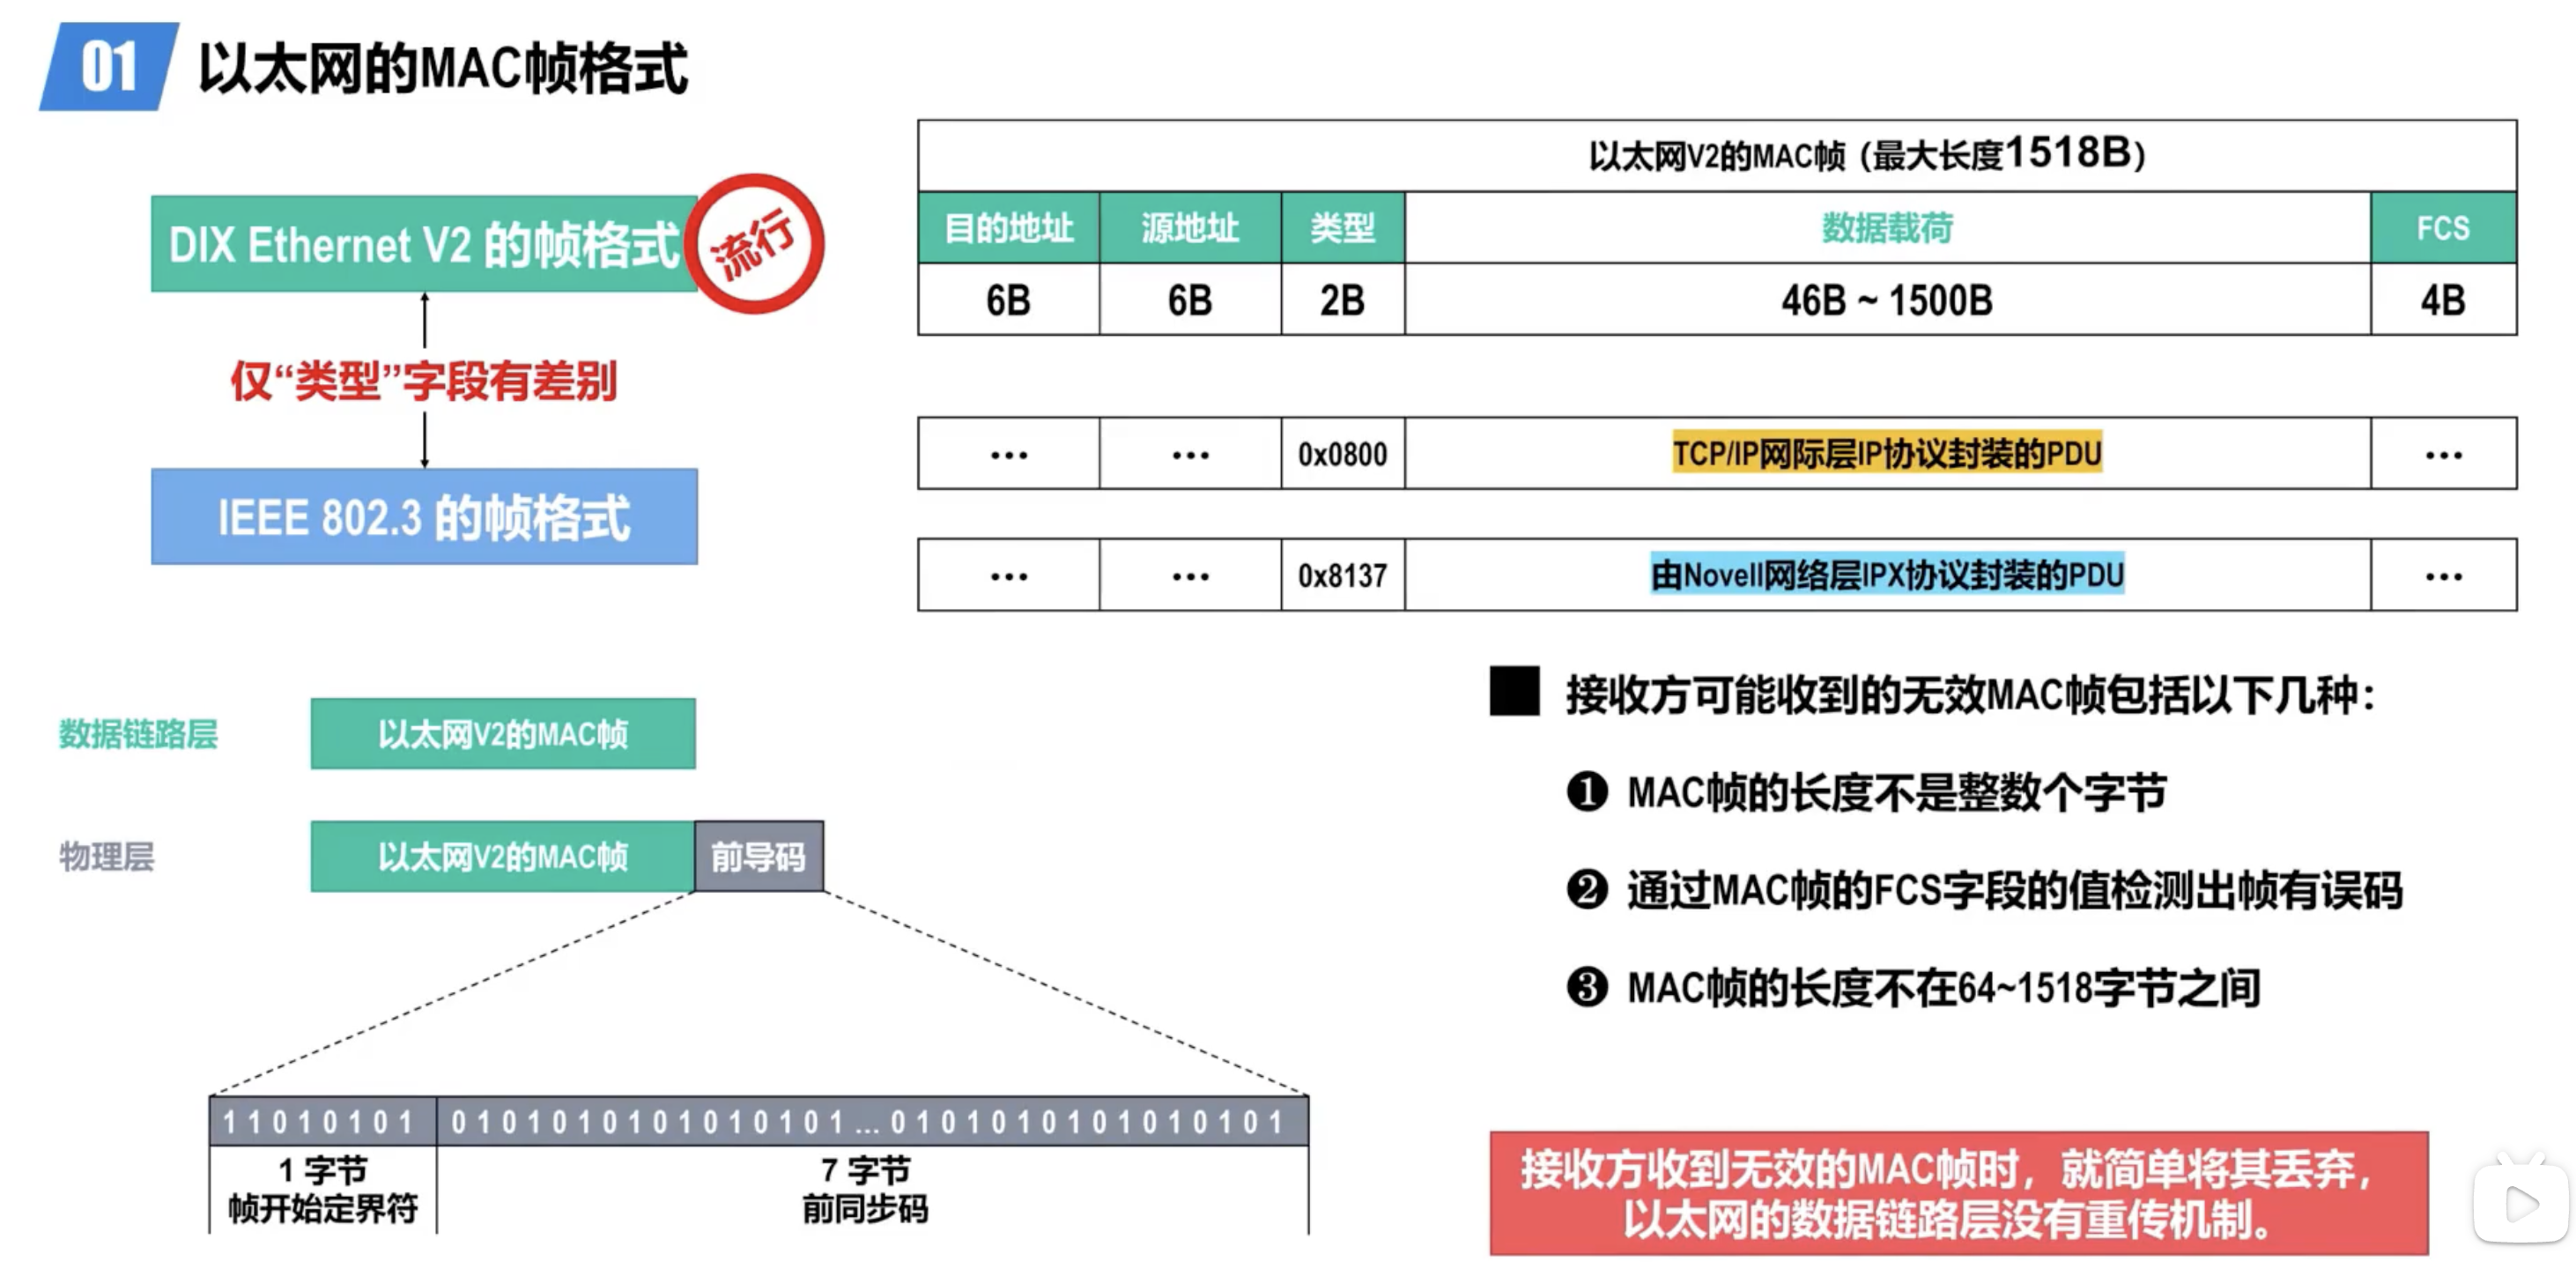 01 以太网的MAC帧格式
DIX Ethernet V2 的帧格式
流行
仅“类型”字段有差别
IEEE 802.3 的帧格式
以太网V2的MAC帧（最大长度1518B）
目的地址 源地址 类型 数据载荷 FCS
6B 6B 2B 46B ~ 1500B 4B
... ... 0x0800 TCP/IP网际层IP协议封装的PDU ...
... ... 0x8137 由Novell网络层IPX协议封装的PDU ...
数据链路层 以太网V2的MAC帧
物理层 以太网V2的MAC帧 前导码
1 1 0 1 0 1 0 1 0 1 0 1 0 1 0 1 0 1 0 1 0 1 0 1 ... 0 1 0 1 0 1 0 1 0 1 0 1 0 1 0 1
1 字节 7 字节
帧开始定界符 前同步码
接收方可能收到的无效MAC帧包括以下几种：
❶ MAC帧的长度不是整数个字节
❷ 通过MAC帧的FCS字段的值检测出帧有误码
❸ MAC帧的长度不在64~1518字节之间
接收方收到无效的MAC帧时，就简单将其丢弃，
以太网的数据链路层没有重传机制。